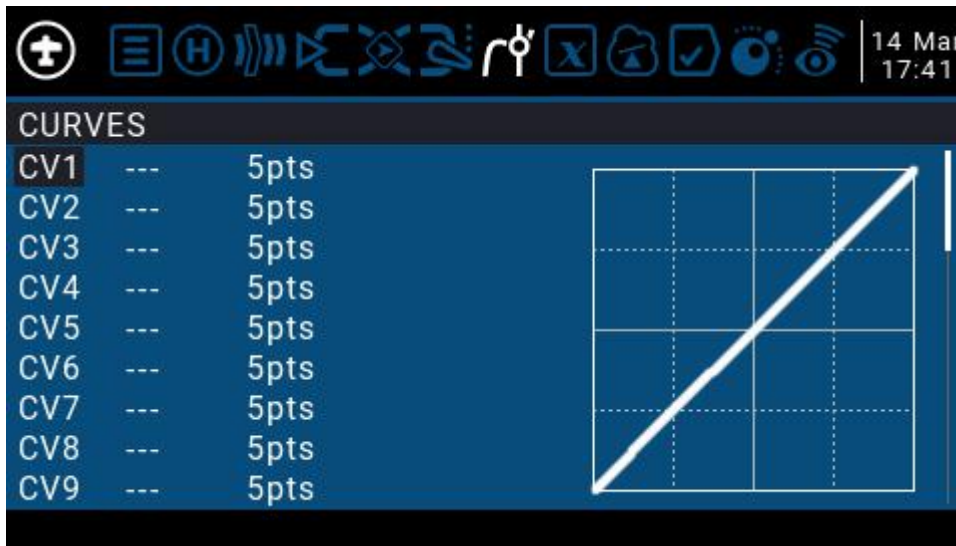 14 Mar
17:41
CURVES
CV1 --- 5pts
CV2 --- 5pts
CV3 --- 5pts
CV4 --- 5pts
CV5 --- 5pts
CV6 --- 5pts
CV7 --- 5pts
CV8 --- 5pts
CV9 --- 5pts